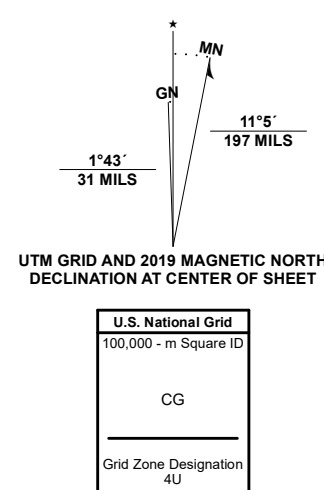 ★
MN
GN
11°5´
197 MILS
1°43´
31 MILS
UTM GRID AND 2019 MAGNETIC NORTH
DECLINATION AT CENTER OF SHEET
U.S. National Grid
100,000 - m Square ID
CG
Grid Zone Designation
4U